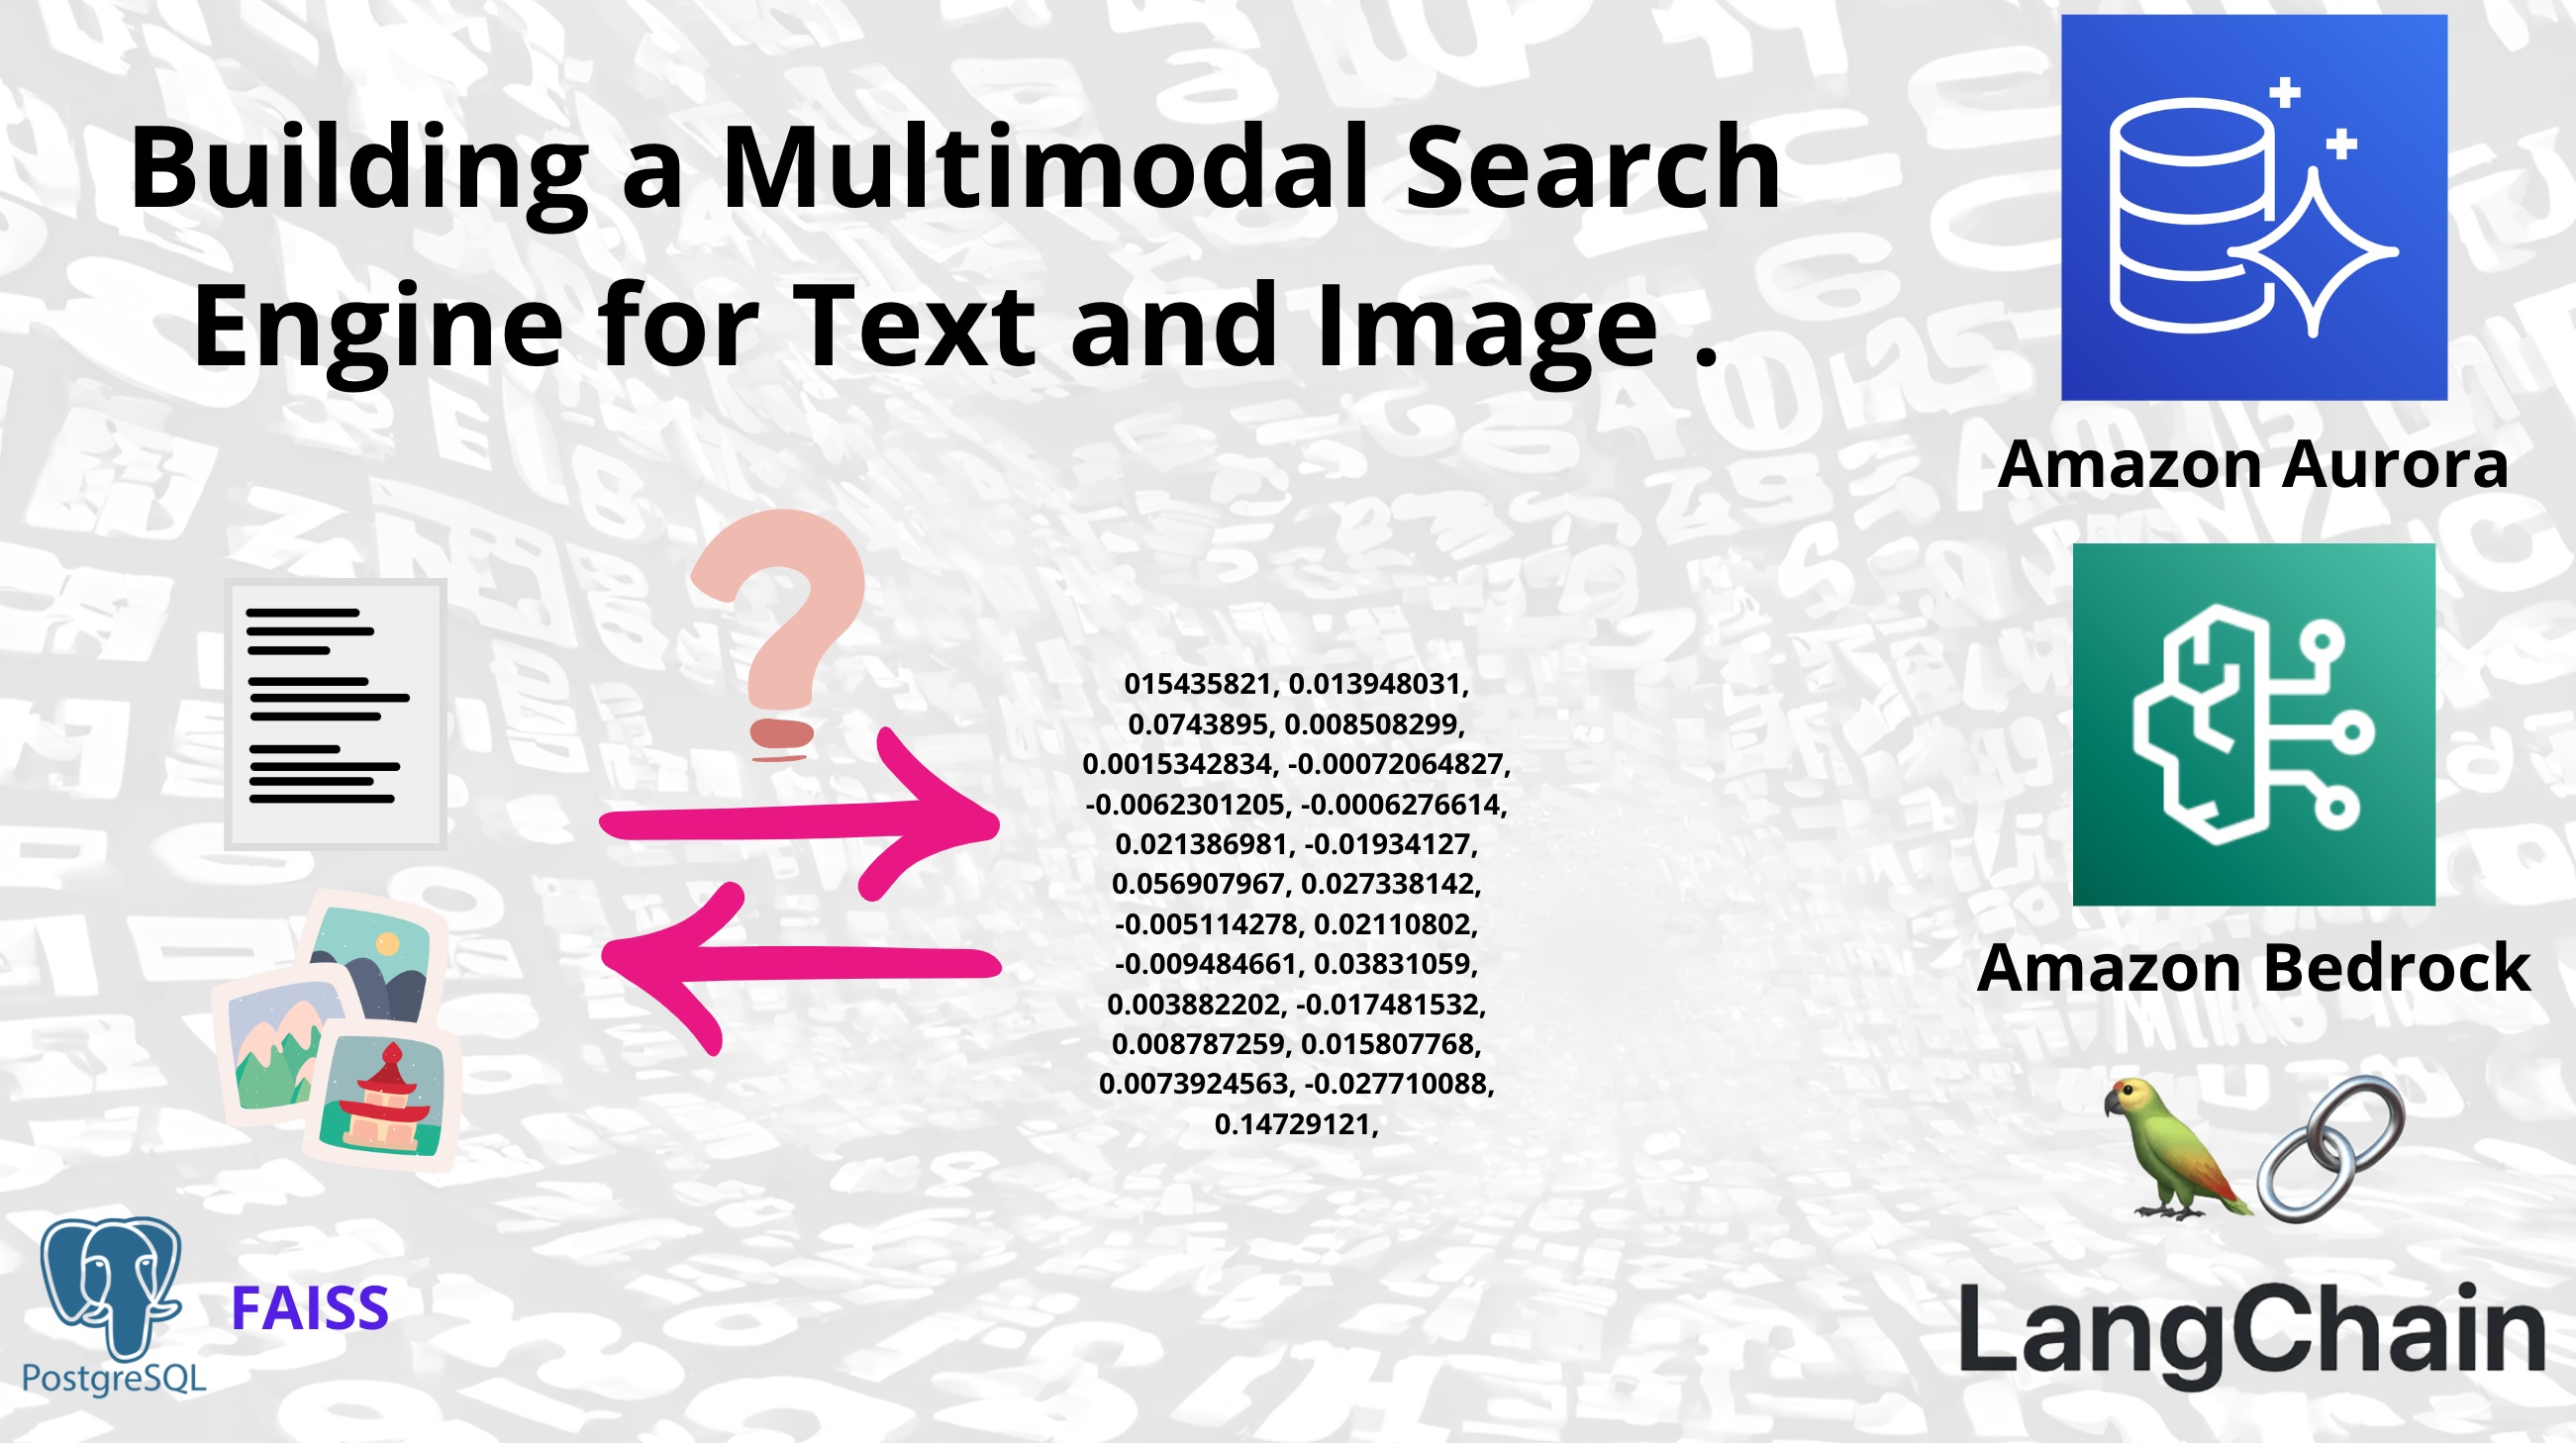 Building a Multimodal Search
Engine for Text and Image .
Amazon Aurora
015435821, 0.013948031,
0.0743895, 0.008508299,
0.0015342834, -0.00072064827,
-0.0062301205, -0.0006276614,
0.021386981, -0.01934127,
0.056907967, 0.027338142,
-0.005114278, 0.02110802,
-0.009484661, 0.03831059,
0.003882202, -0.017481532,
0.008787259, 0.015807768,
0.0073924563, -0.027710088,
0.14729121,
Amazon Bedrock
PostgreSQL
FAISS
LangChain